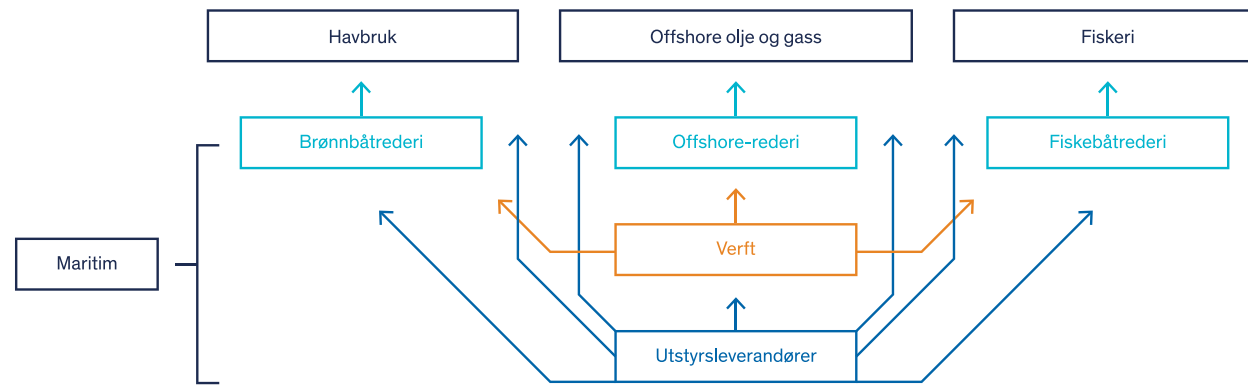 Havbruk
Offshore olje og gass
Fiskeri
Brønnbåtrederi
Offshore-rederi
Fiskebåtrederi
Verft
Maritim
Utstyrsleverandører